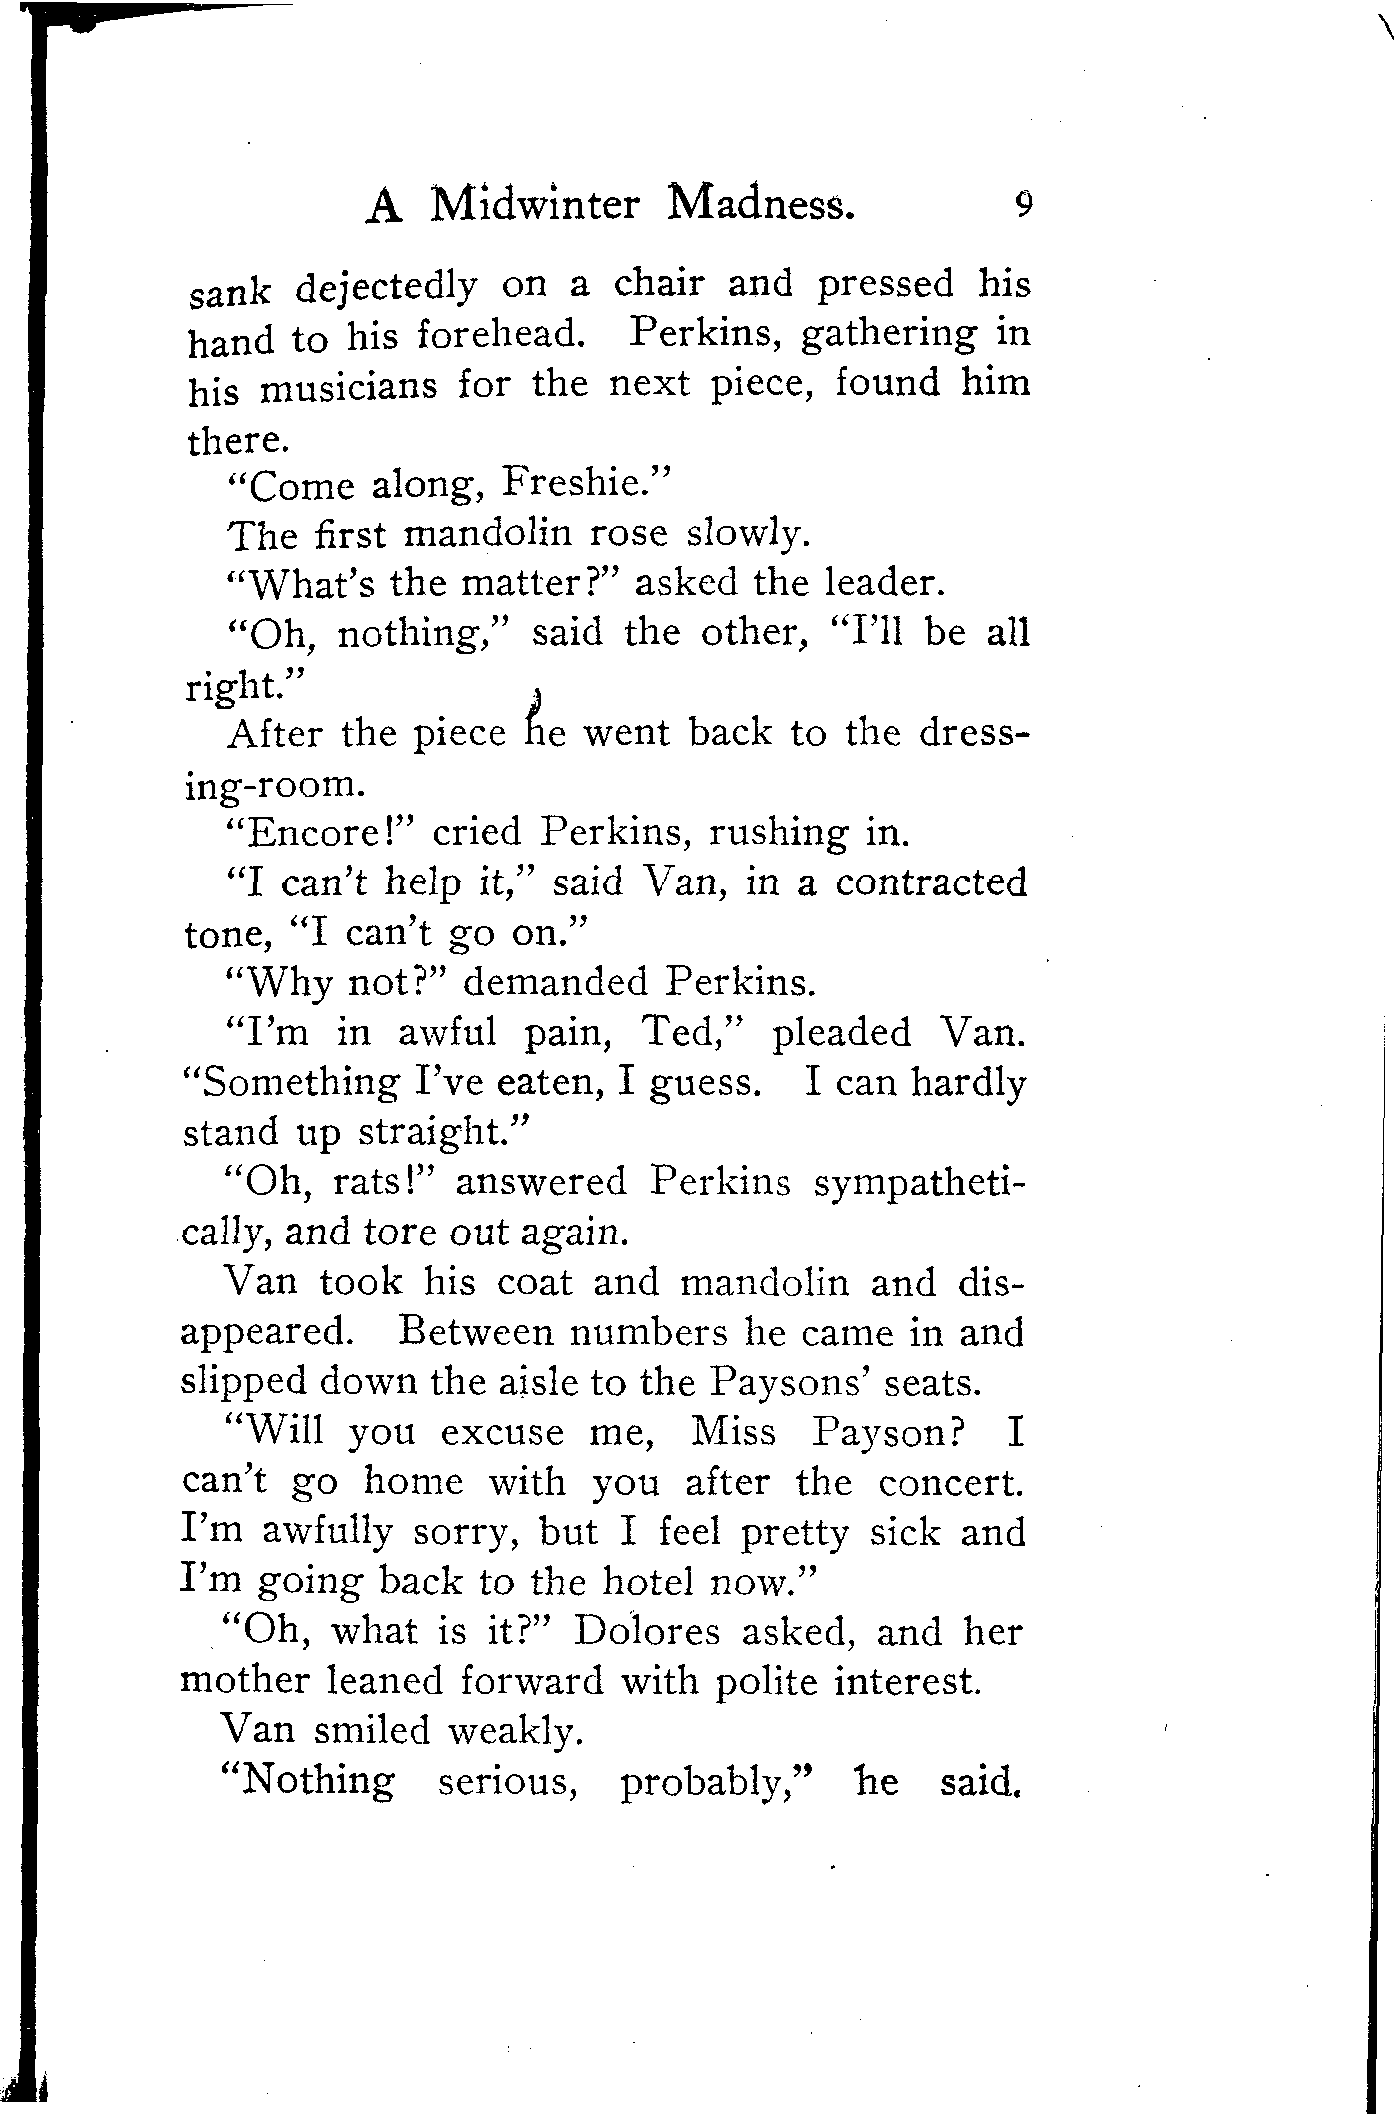 A Midwinter Madness. 9
sank dejectedly on a chair and pressed his
hand to his forehead. Perkins, gathering in
his musicians for the next piece, found him
there.
“Come along, Freshie.”
The first mandolin rose slowly.
“What’s the matter?” asked the leader.
“Oh, nothing,” said the other, “I’ll be all
right.”
After the piece he went back to the dress-
ing-room.
“Encore!” cried Perkins, rushing in.
“I can’t help it,” said Van, in a contracted
tone, “I can’t go on.”
“Why not?” demanded Perkins.
“I’m in awful pain, Ted,” pleaded Van.
“Something I’ve eaten, I guess. I can hardly
stand up straight.”
“Oh, rats!” answered Perkins sympatheti-
cally, and tore out again.
Van took his coat and mandolin and dis-
appeared. Between numbers he came in and
slipped down the aisle to the Paysons’ seats.
“Will you excuse me, Miss Payson? I
can’t go home with you after the concert.
I’m awfully sorry, but I feel pretty sick and
I’m going back to the hotel now.”
“Oh, what is it?” Dolores asked, and her
mother leaned forward with polite interest.
Van smiled weakly.
“Nothing serious, probably,” he said.